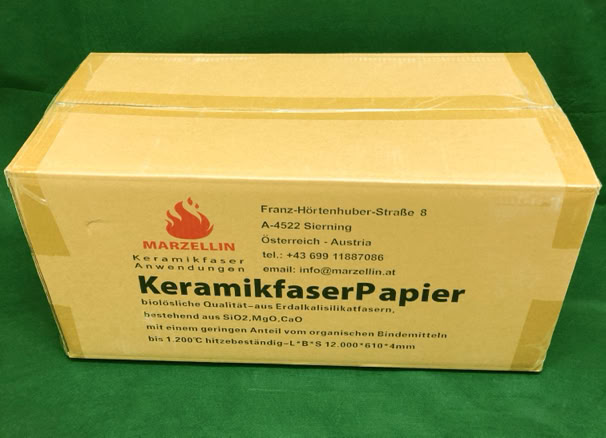 MARZELLIN
Keramikfaser
Anwendungen
Franz-Hörtenhuber-Straße 8
A-4522 Sierning
Österreich - Austria
tel.: +43 699 11887086
email: info@marzellin.at
KeramikfaserPapier
biolösliche Qualität-aus Erdalkalisilikatfasern,
bestehend aus SiO2,MgO,CaO
mit einem geringen Anteil vom organischen Bindemitteln
bis 1.200℃ hitzebeständig-L*B*S 12.000*610*4mm